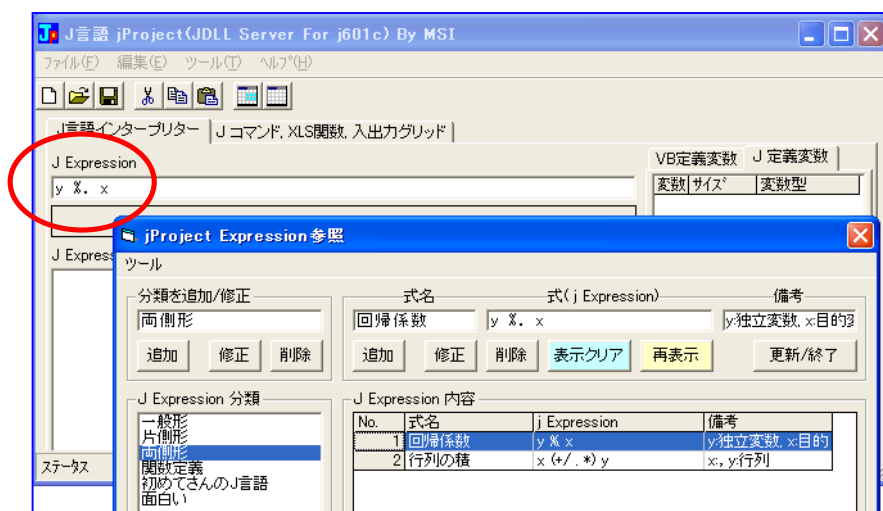 J言語 jProject(JDLL Server For j601c) By MSI
ファイル(F) 編集(E) ツール(T) ヘルプ(H)
J言語インタープリター J コマンド, XLS関数, 入出力グリッド
J Expression
VB定義変数 J 定義変数
y %. x
変数 サイズ 変数型
jProject Expression参照
J Express
ツール
分類を追加/修正 式名 式( j Expression) 備考
両側形 回帰係数 y %. x y:独立変数, x:目的変
追加 修正 削除 追加 修正 削除 表示クリア 再表示 更新/終了
J Expression 分類 J Expression 内容
一般形
片側形
両側形
関数定義
初めてさんのJ言語
面白い
No. 式名 j Expression 備考
1 回帰係数 y % x y:独立変数, x:目的
2 行列の積 x (+/ . *) y x:, y:行列
ステータス